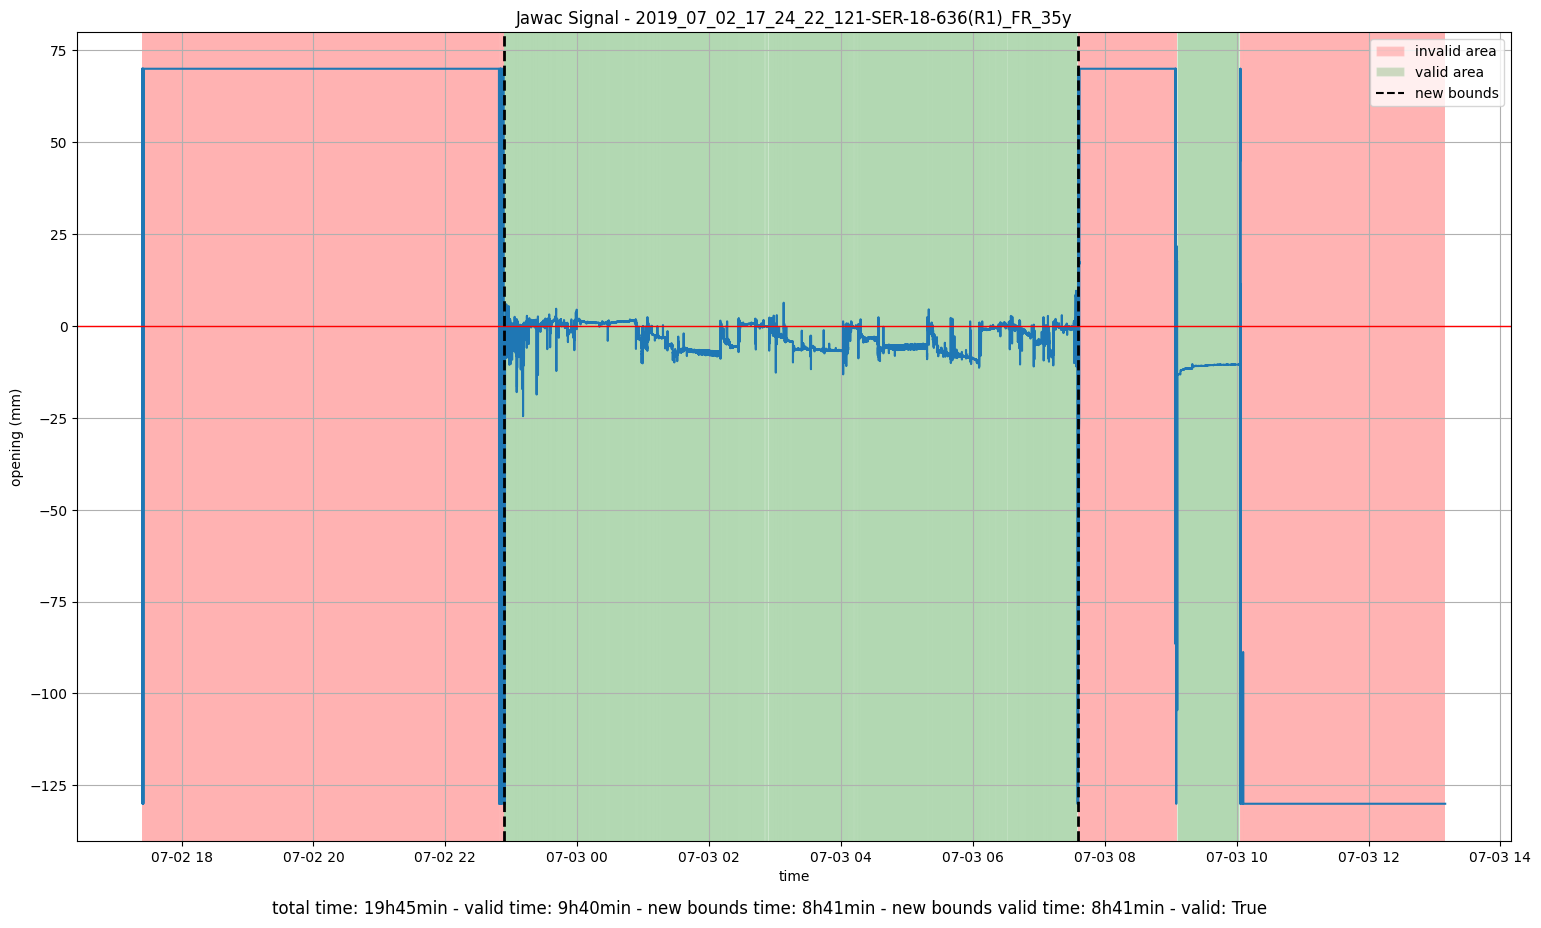 Jawac Signal - 2019_07_02_17_24_22_121-SER-18-636(R1)_FR_35y
invalid area
valid area
new bounds
opening (mm)
75
50
25
0
−25
−50
−75
−100
−125
07-02 18
07-02 20
07-02 22
07-03 00
07-03 02
07-03 04
07-03 06
07-03 08
07-03 10
07-03 12
07-03 14
time
total time: 19h45min - valid time: 9h40min - new bounds time: 8h41min - new bounds valid time: 8h41min - valid: True